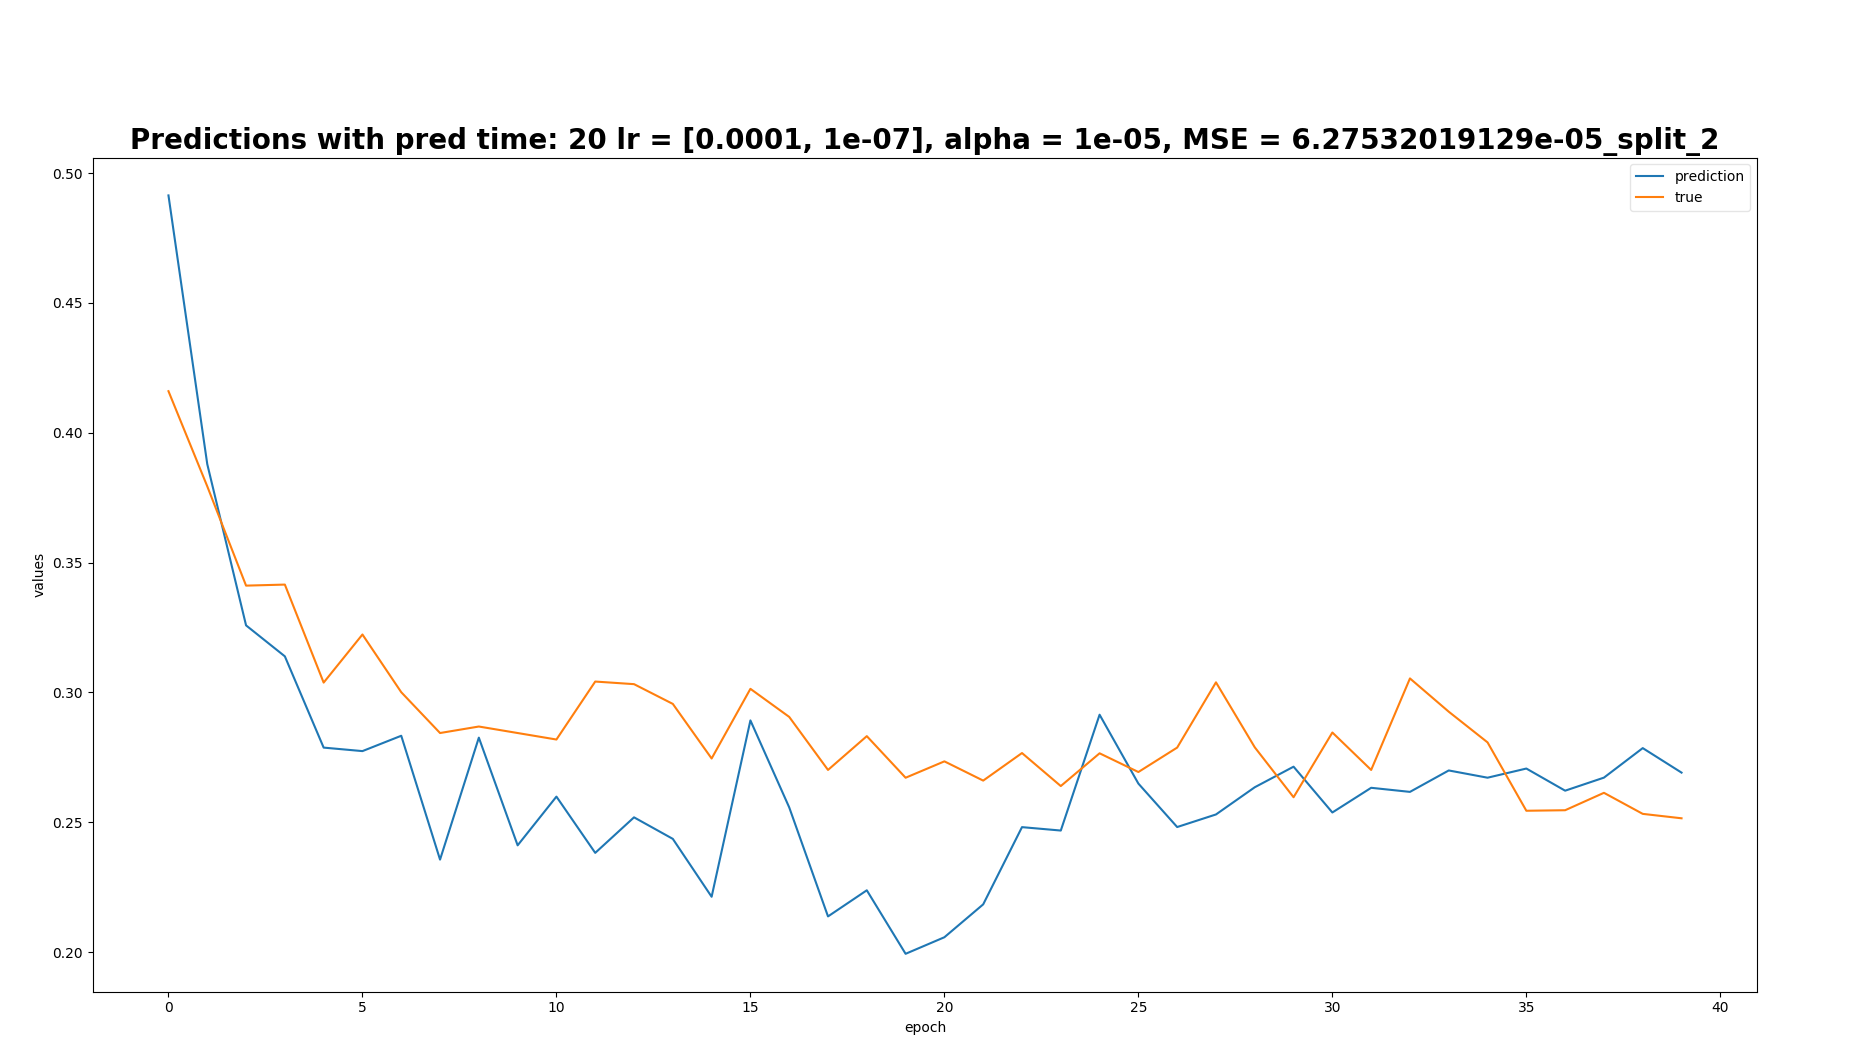 Predictions with pred time: 20 lr = [0.0001, 1e-07], alpha = 1e-05, MSE = 6.27532019129e-05_split_2
prediction
true
0.50
0.45
0.40
0.35
0.30
0.25
0.20
values
0 5 10 15 20 25 30 35 40
epoch